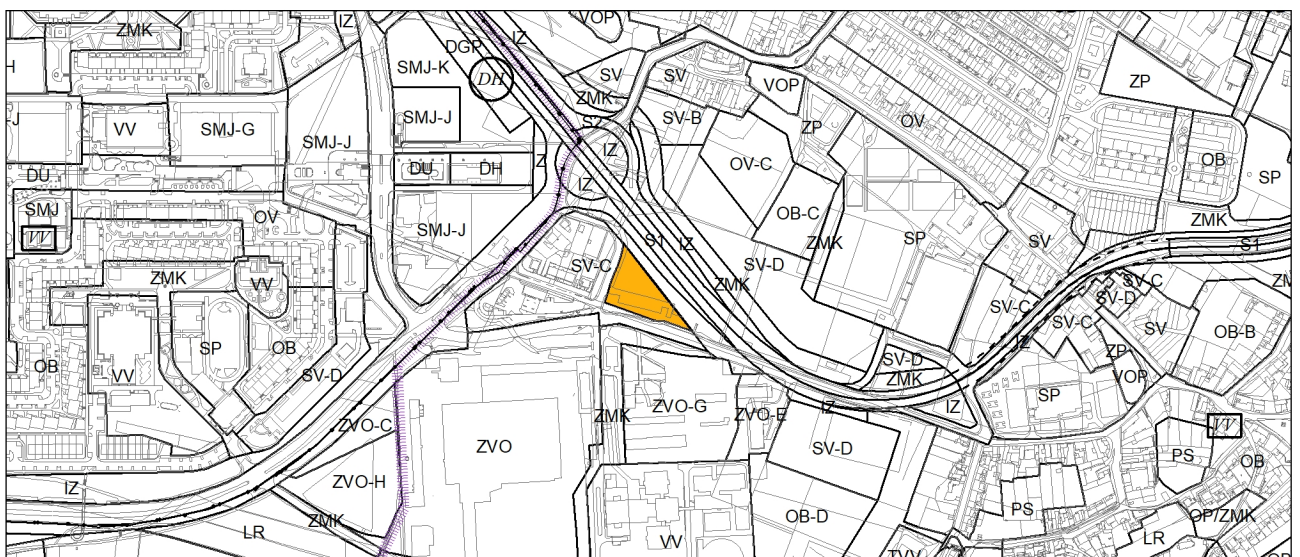 ZMK
IZ
DGP
IZ
VOP
H
SMJ-K
DH
SV
SV
VOP
ZP
ZMK
-J
VV
SMJ-G
SMJ-J
SMJ-J
S2
SV-B
ZP
OV
OB
SP
DU
DU
DH
IZ
IZ
OV-C
SMJ
VV
OV
SMJ-J
IZ
OB-C
ZMK
SV
ZMK
S1
SV-C
S1
IZ
SV-D
ZMK
SP
ZMK
VV
ZMK
SV-C
SV-D
SV-C
SV
OB-B
OB
VV
SP
OB
SV-D
SV-D
ZMK
IZ
ZP
VOP
ZVO-C
ZVO
ZMK
ZVO-G
ZVO-E
IZ
IZ
SP
VV
IZ
ZVO-H
SV-D
PS
OB
ZMK
LR
VV
OB-D
PS
LR
OP/ZMK
TVV